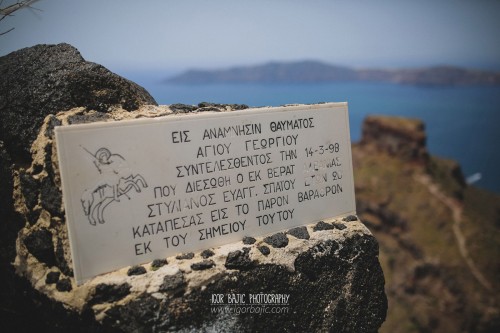 ΕΙΣ ΑΝΑΜΝΗΣΙΝ ΘΑΥΜΑΤΟΣ
ΑΓΙΟΥ ΓΕΩΡΓΙΟΥ
ΣΥΝΤΕΛΕΣΘΕΝΤΟΣ ΤΗΝ 14-3-98
ΠΟΥ ΔΙΕΣΩΘΗ Ο ΕΚ ΒΕΡΑΤ
ΣΤΥΛΙΑΝΟΣ ΕΥΑΓΓ. ΣΠΑΤΟΥ
ΚΑΤΑΠΕΣΑΣ ΕΙΣ ΤΟ ΠΑΡΟΝ ΒΑΡΑΘΡΟΝ
ΕΚ ΤΟΥ ΣΗΜΕΙΟΥ ΤΟΥΤΟΥ
IGOR BAJIC PHOTOGRAPHY
www.igorbajic.com